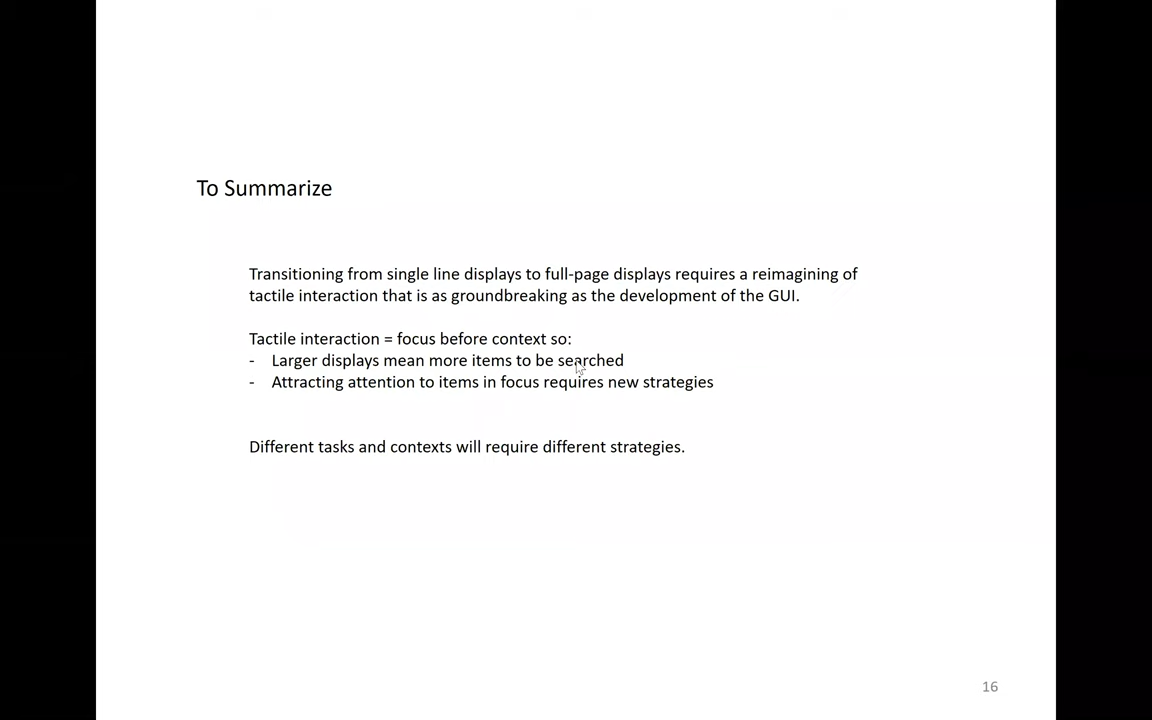 To Summarize
Transitioning from single line displays to full-page displays requires a reimagining of
tactile interaction that is as groundbreaking as the development of the GUI.
Tactile interaction = focus before context so:
- Larger displays mean more items to be searched
- Attracting attention to items in focus requires new strategies
Different tasks and contexts will require different strategies.
16